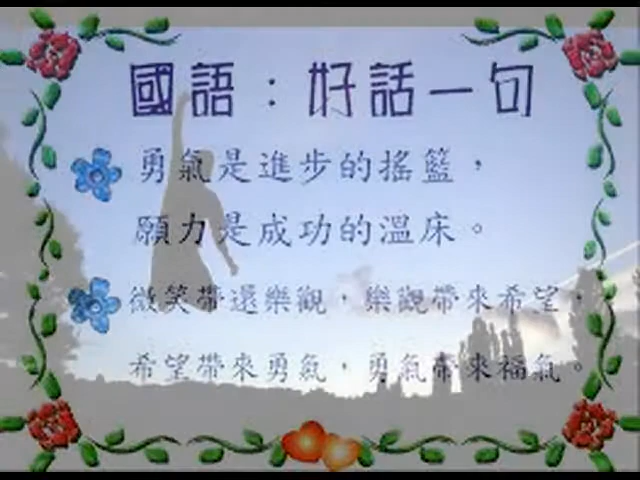 國語：好話一句
勇氣是進步的搖籃，
願力是成功的溫床。
微笑帶還樂觀，樂觀帶來希望，
希望帶來勇氣，勇氣帶來福氣。